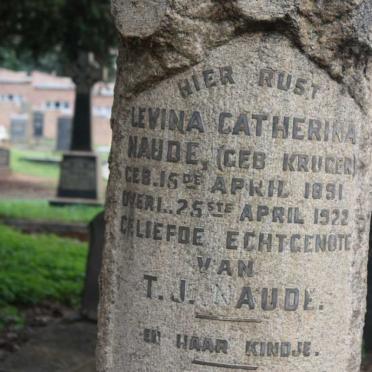 HIER RUST
LEVINA CATHERINA
NAUDE, (GEB KRUGER)
GEB. 15DE APRIL 1891
OVERL. 25STE APRIL 1922
GELIEFDE ECHTGENOTE
VAN
T. J. NAUDE.
EN HAAR KINDJE.